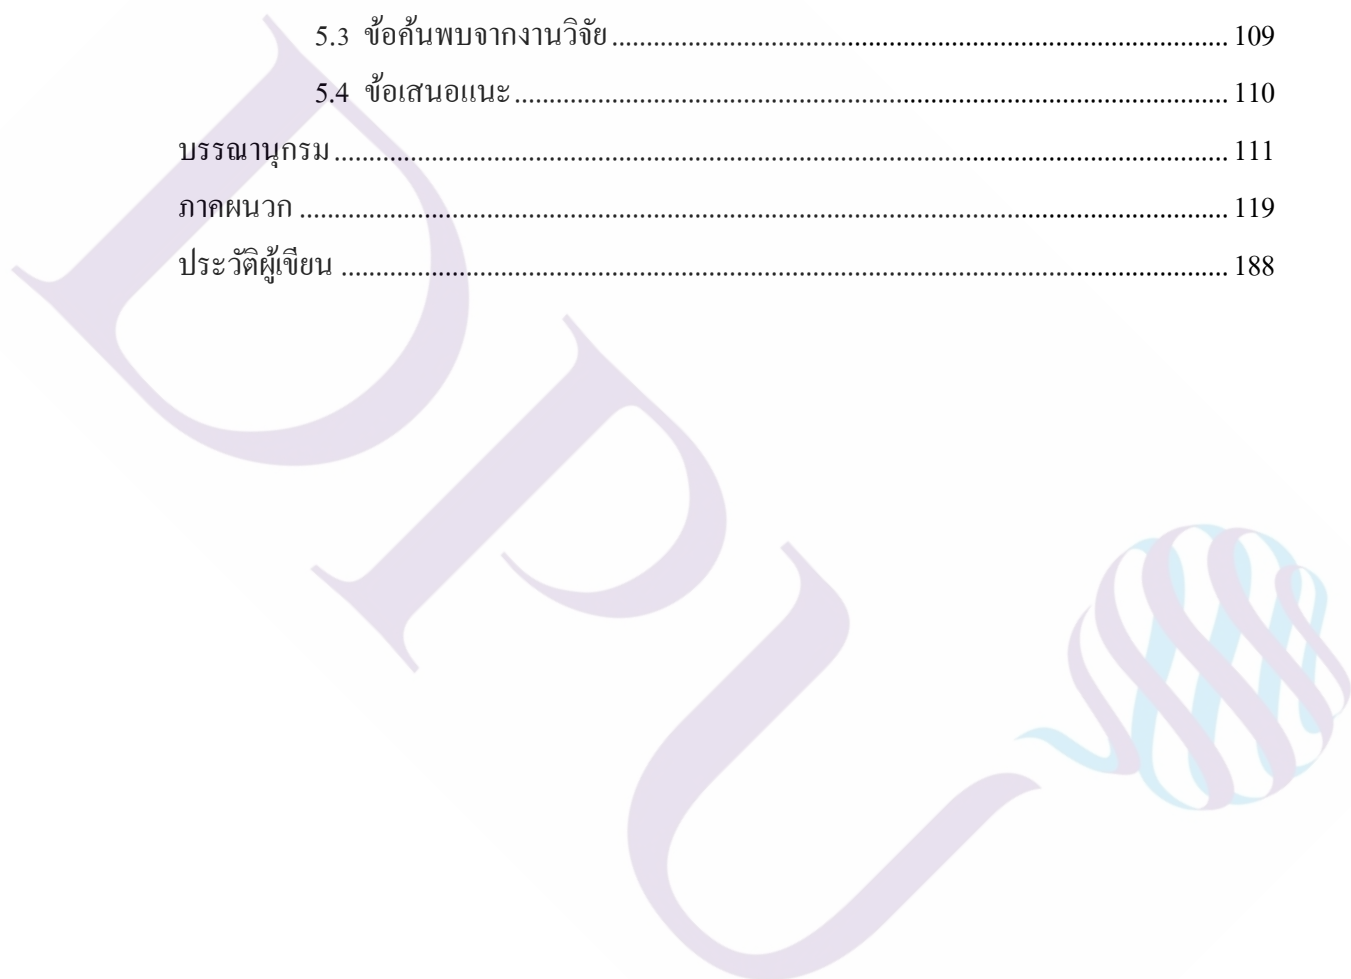 5.3 ข้อค้นพบจากงานวิจัย ........................................ 109
5.4 ข้อเสนอแนะ ........................................ 110
บรรณานุกรม ........................................ 111
ภาคผนวก ........................................ 119
ประวัติผู้เขียน ........................................ 188
DPU